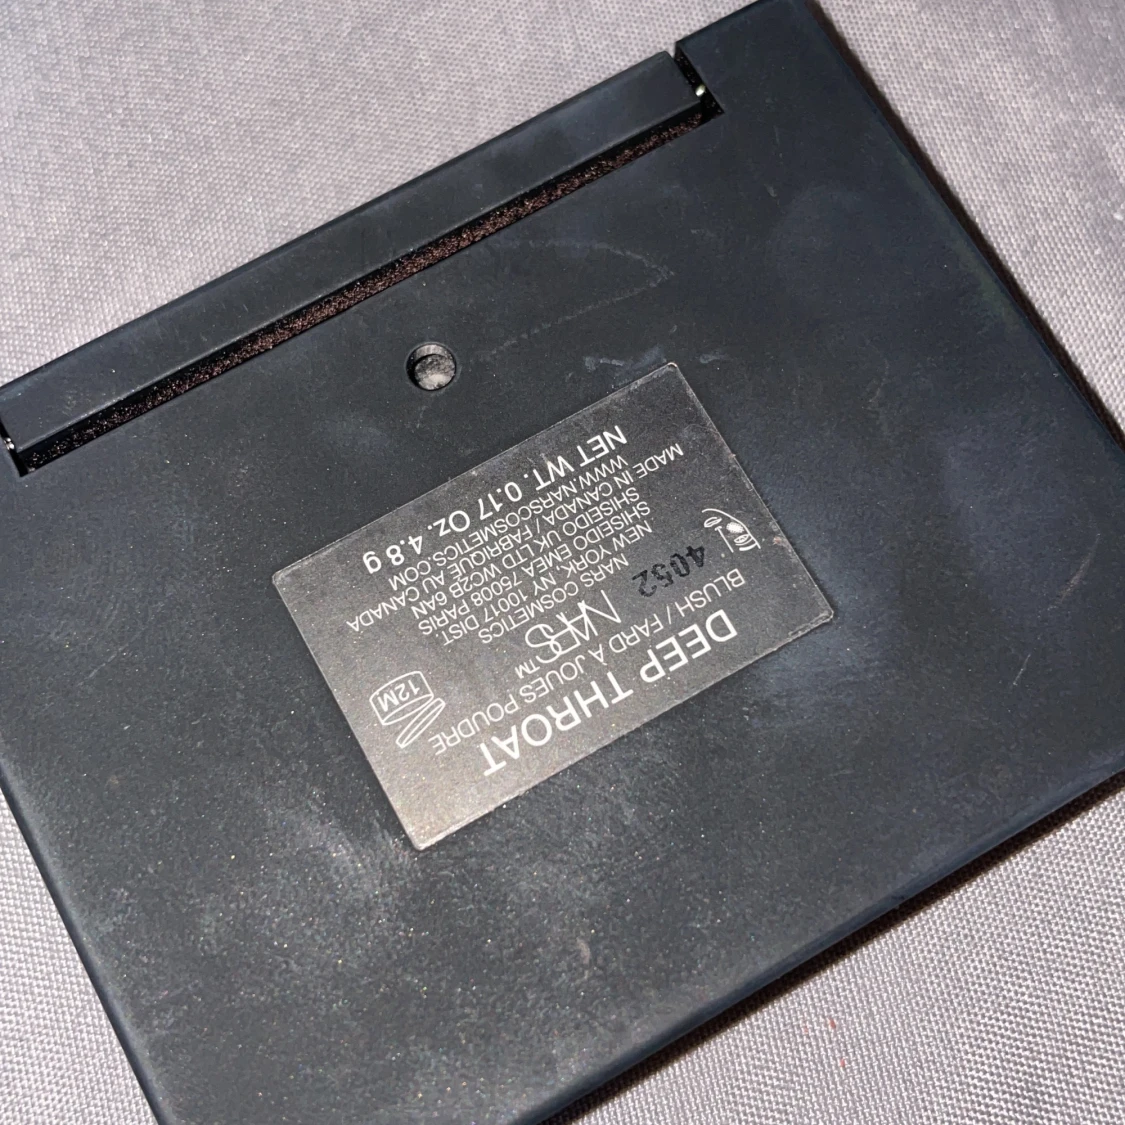 DEEP THROAT
BLUSH / FARD À JOUES POUDRE
NARS™
12M
4052
NARS COSMETICS
NEW YORK, NY 10017 DIST.
SHISEIDO EMEA 75008 PARIS
SHISEIDO UK LTD WC2B 6AN
MADE IN CANADA / FABRIQUÉ AU CANADA
WWW.NARSCOSMETICS.COM
NET WT. 0.17 Oz. 4.8 g